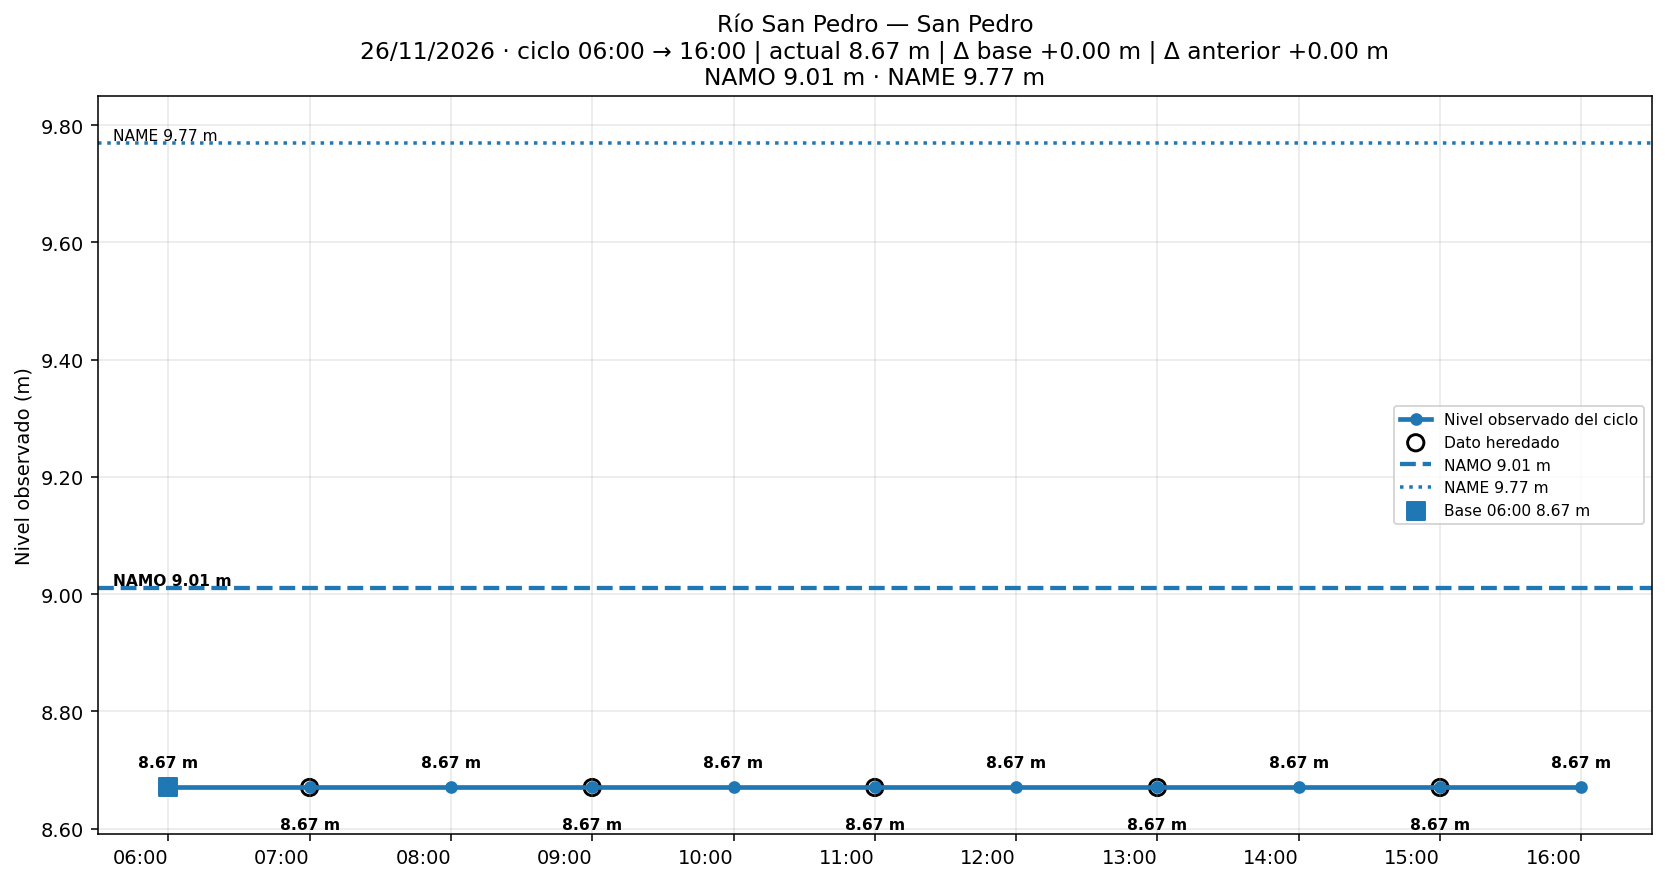 Río San Pedro — San Pedro
26/11/2026 · ciclo 06:00 → 16:00 | actual 8.67 m | Δ base +0.00 m | Δ anterior +0.00 m
NAMO 9.01 m · NAME 9.77 m
Nivel observado (m)
9.80
9.60
9.40
9.20
9.00
8.80
8.60
NAME 9.77 m
NAMO 9.01 m
Nivel observado del ciclo
Dato heredado
NAMO 9.01 m
NAME 9.77 m
Base 06:00 8.67 m
8.67 m 8.67 m 8.67 m 8.67 m 8.67 m 8.67 m
8.67 m 8.67 m 8.67 m 8.67 m 8.67 m
06:00 07:00 08:00 09:00 10:00 11:00 12:00 13:00 14:00 15:00 16:00